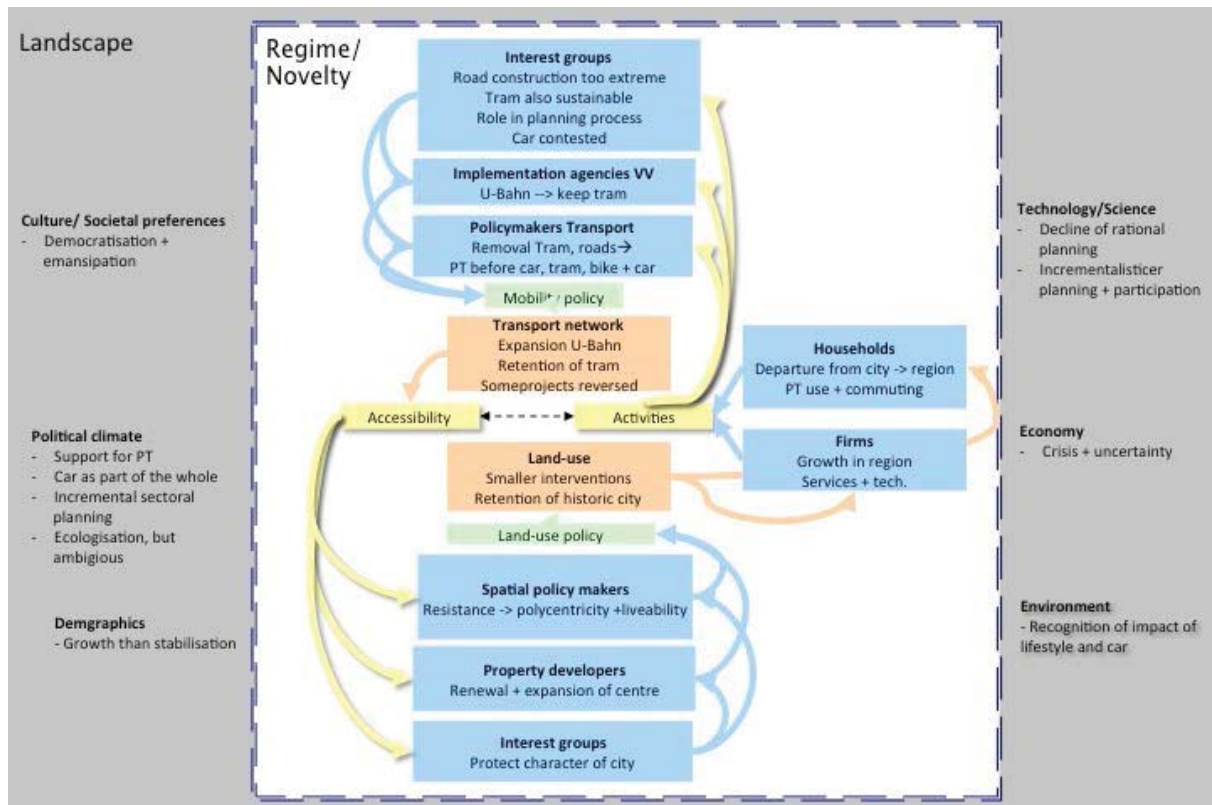 Landscape
Culture/ Societal preferences
- Democratisation +
emansipation
Political climate
- Support for PT
- Car as part of the whole
- Incremental sectoral
planning
- Ecologisation, but
ambigious
Demgraphics
- Growth than stabilisation
Regime/
Novelty
Interest groups
Road construction too extreme
Tram also sustainable
Role in planning process
Car contested
Implementation agencies VV
U-Bahn --> keep tram
Policymakers Transport
Removal Tram, roads→
PT before car, tram, bike + car
Mobility policy
Transport network
Expansion U-Bahn
Retention of tram
Someprojects reversed
Accessibility
Activities
Households
Departure from city -> region
PT use + commuting
Firms
Growth in region
Services + tech.
Land-use
Smaller interventions
Retention of historic city
Land-use policy
Spatial policy makers
Resistance -> polycentricity +liveability
Property developers
Renewal + expansion of centre
Interest groups
Protect character of city
Technology/Science
- Decline of rational
planning
- Incrementalisticer
planning + participation
Economy
- Crisis + uncertainty
Environment
- Recognition of impact of
lifestyle and car